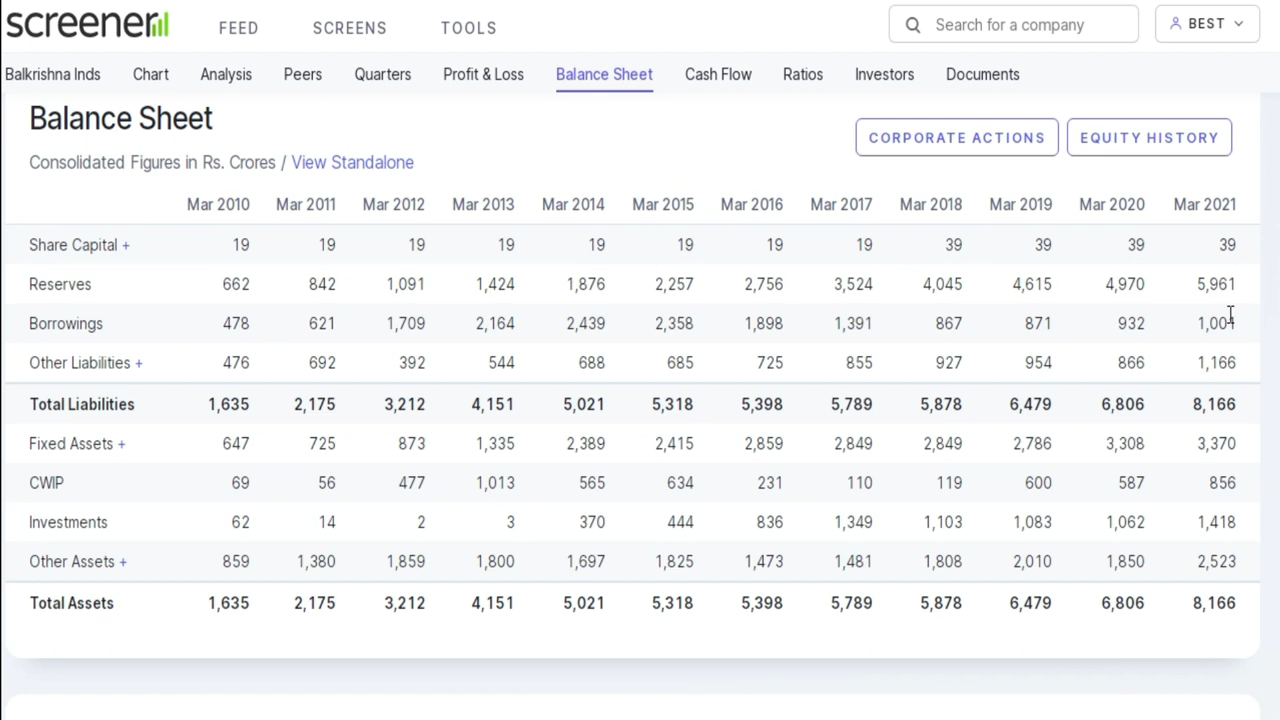 screener
FEED SCREENS TOOLS
Search for a company
BEST
Balkrishna Inds Chart Analysis Peers Quarters Profit & Loss Balance Sheet Cash Flow Ratios Investors Documents
Balance Sheet
CORPORATE ACTIONS EQUITY HISTORY
Consolidated Figures in Rs. Crores / View Standalone
Mar 2010 Mar 2011 Mar 2012 Mar 2013 Mar 2014 Mar 2015 Mar 2016 Mar 2017 Mar 2018 Mar 2019 Mar 2020 Mar 2021
Share Capital + 19 19 19 19 19 19 19 19 39 39 39 39
Reserves 662 842 1,091 1,424 1,876 2,257 2,756 3,524 4,045 4,615 4,970 5,961
Borrowings 478 621 1,709 2,164 2,439 2,358 1,898 1,391 867 871 932
Other Liabilities + 476 692 392 544 688 685 725 855 927 954 866 1,166
Total Liabilities 1,635 2,175 3,212 4,151 5,021 5,318 5,398 5,789 5,878 6,479 6,806 8,166
Fixed Assets + 647 725 873 1,335 2,389 2,415 2,859 2,849 2,849 2,786 3,308 3,370
CWIP 69 56 477 1,013 565 634 231 110 119 600 587 856
Investments 62 14 2 3 370 444 836 1,349 1,103 1,083 1,062 1,418
Other Assets + 859 1,380 1,859 1,800 1,697 1,825 1,473 1,481 1,808 2,010 1,850 2,523
Total Assets 1,635 2,175 3,212 4,151 5,021 5,318 5,398 5,789 5,878 6,479 6,806 8,166